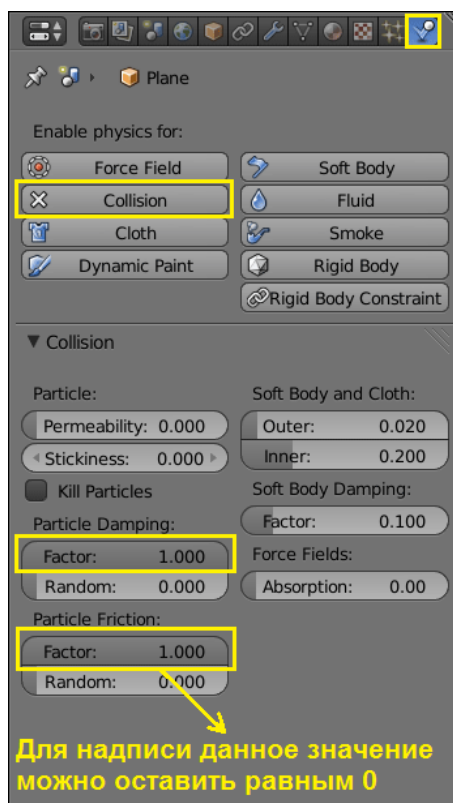 Plane
Enable physics for:
Force Field Soft Body
Collision Fluid
Cloth Smoke
Dynamic Paint Rigid Body
Rigid Body Constraint
Collision
Particle: Soft Body and Cloth:
Permeability: 0.000 Outer: 0.020
Stickiness: 0.000 Inner: 0.200
Kill Particles Soft Body Damping:
Particle Damping: Factor: 0.100
Factor: 1.000 Force Fields:
Random: 0.000 Absorption: 0.00
Particle Friction:
Factor: 1.000
Random: 0.000
Для надписи данное значение
можно оставить равным 0